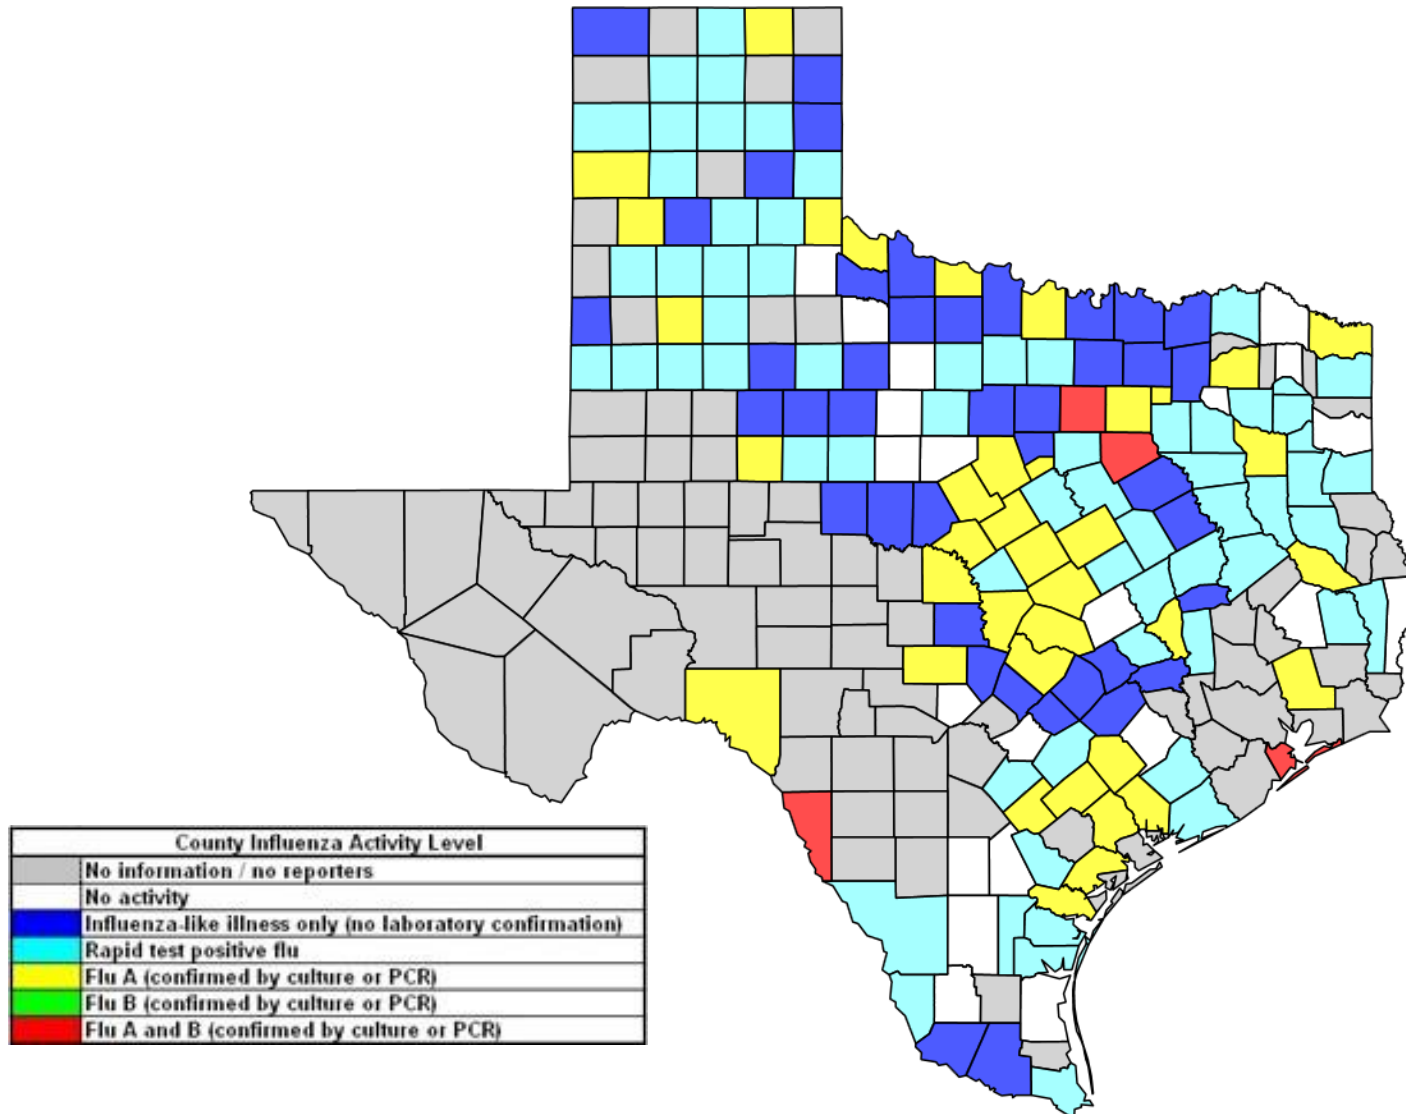 County Influenza Activity Level
No information / no reporters
No activity
Influenza-like illness only (no laboratory confirmation)
Rapid test positive flu
Flu A (confirmed by culture or PCR)
Flu B (confirmed by culture or PCR)
Flu A and B (confirmed by culture or PCR)